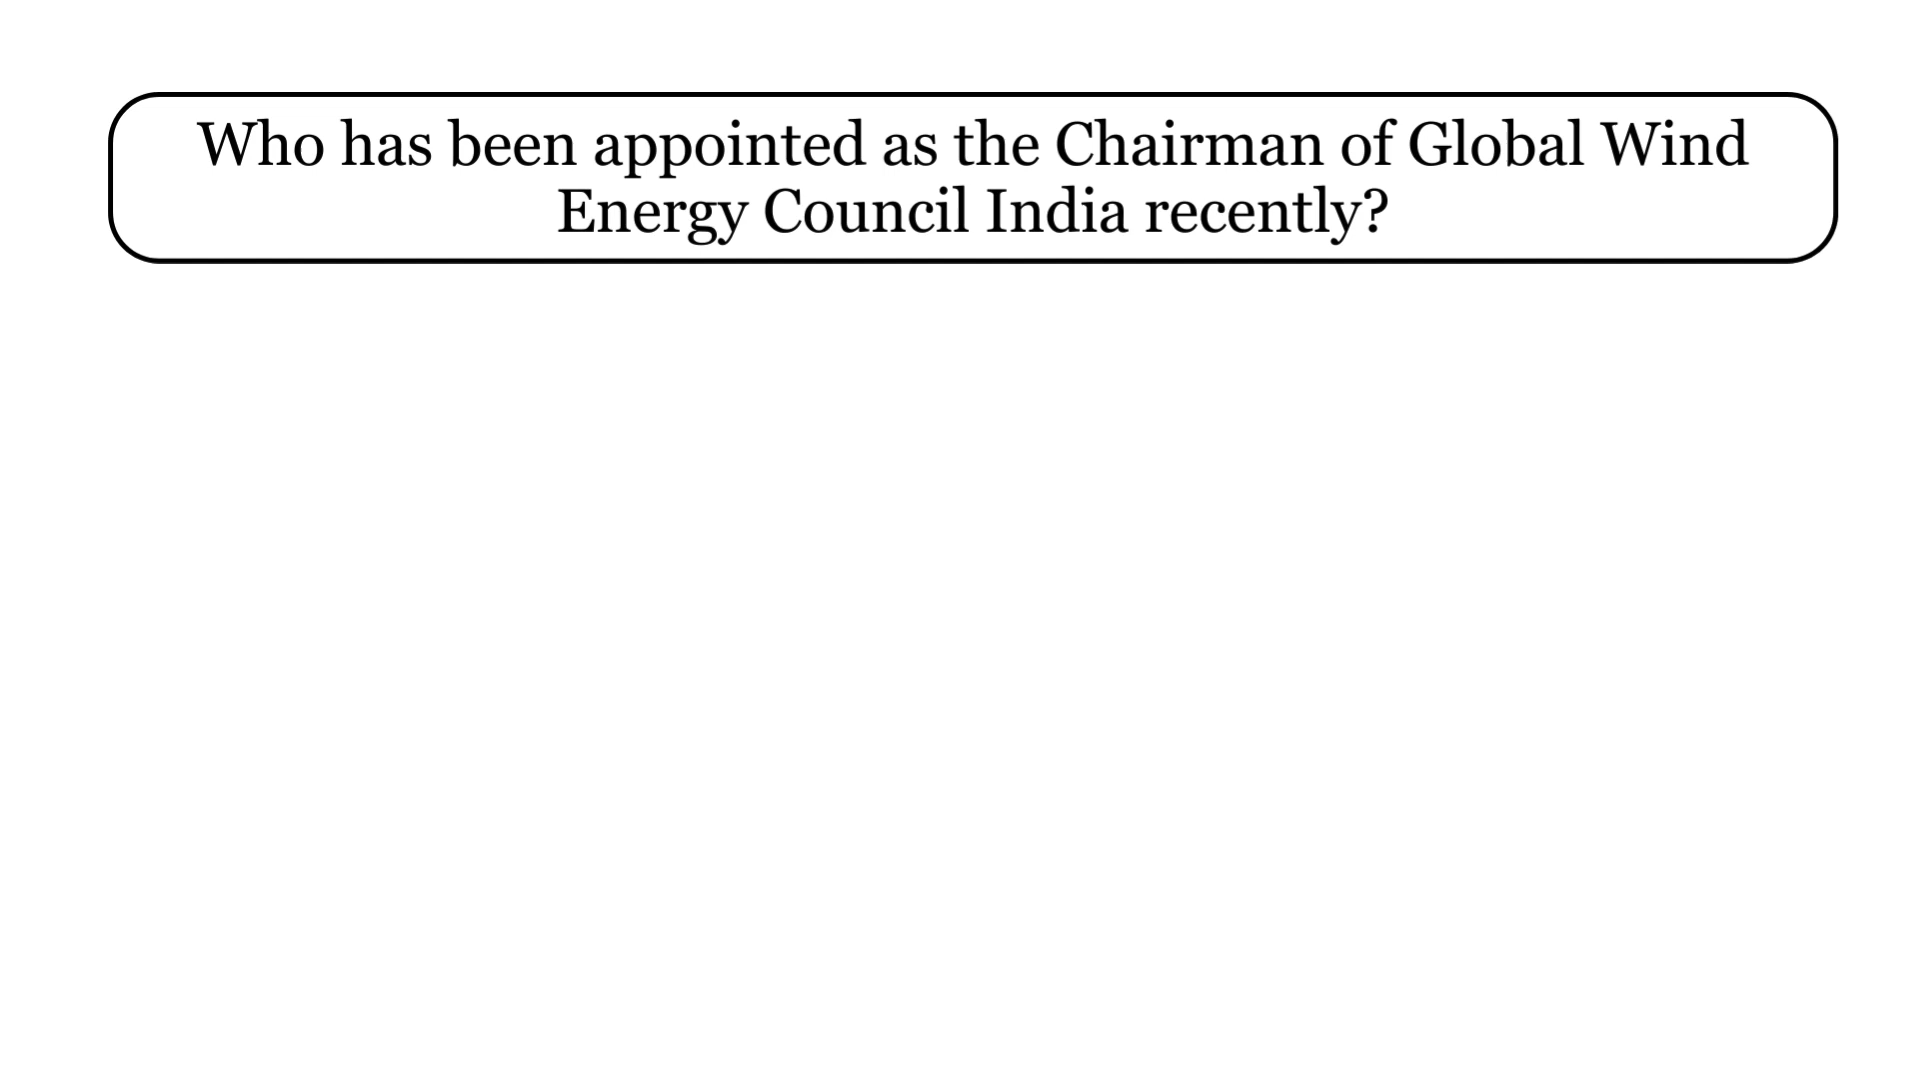 Who has been appointed as the Chairman of Global Wind
Energy Council India recently?